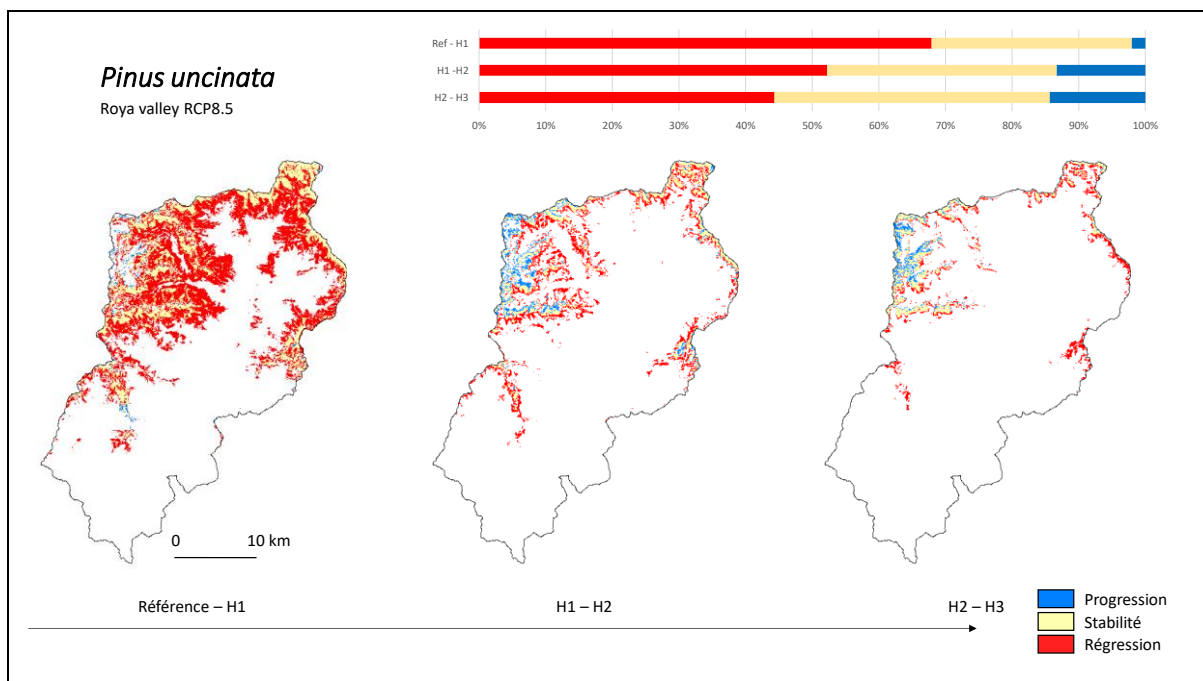 Pinus uncinata
Roya valley RCP8.5
Ref - H1
H1 -H2
H2 - H3
0% 10% 20% 30% 40% 50% 60% 70% 80% 90% 100%
0 10 km
Référence – H1
H1 – H2
H2 – H3
Progression
Stabilité
Régression